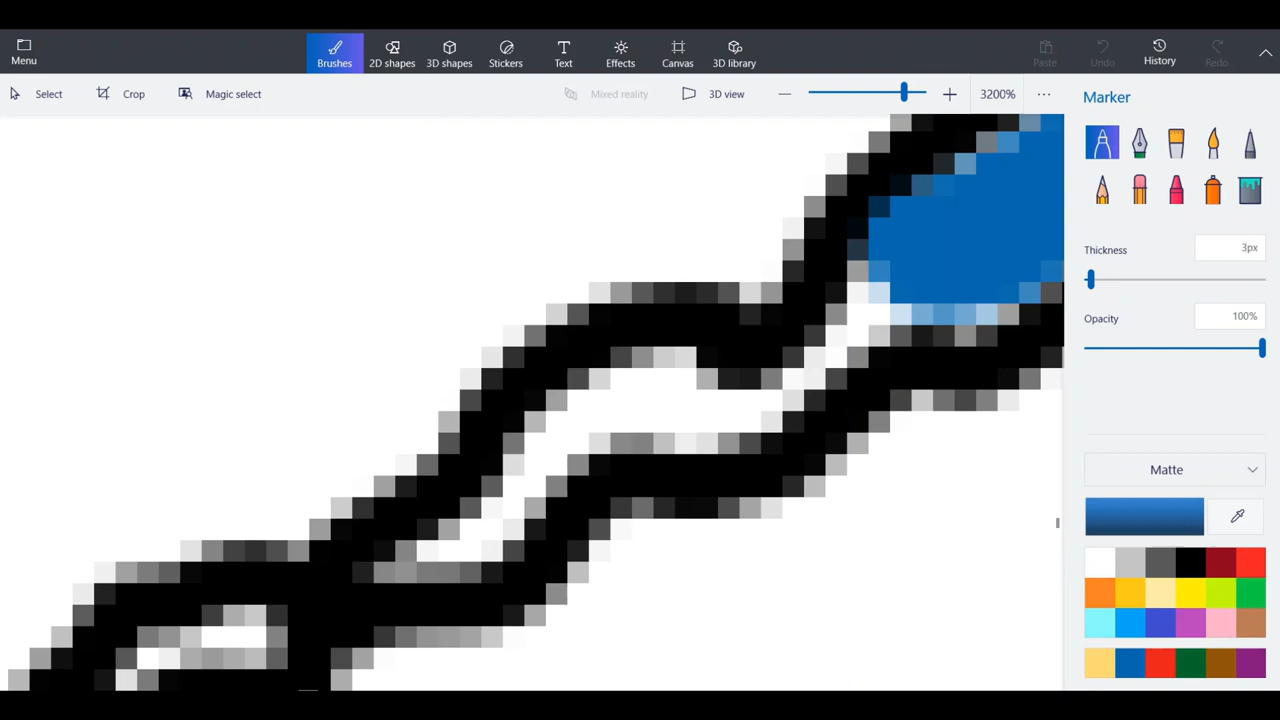 Menu
Brushes
2D shapes
3D shapes
Stickers
Text
Effects
Canvas
3D library
Paste
Undo
History
Redo
Select
Crop
Magic select
Mixed reality
3D view
3200%
Marker
Thickness
3px
Opacity
100%
Matte